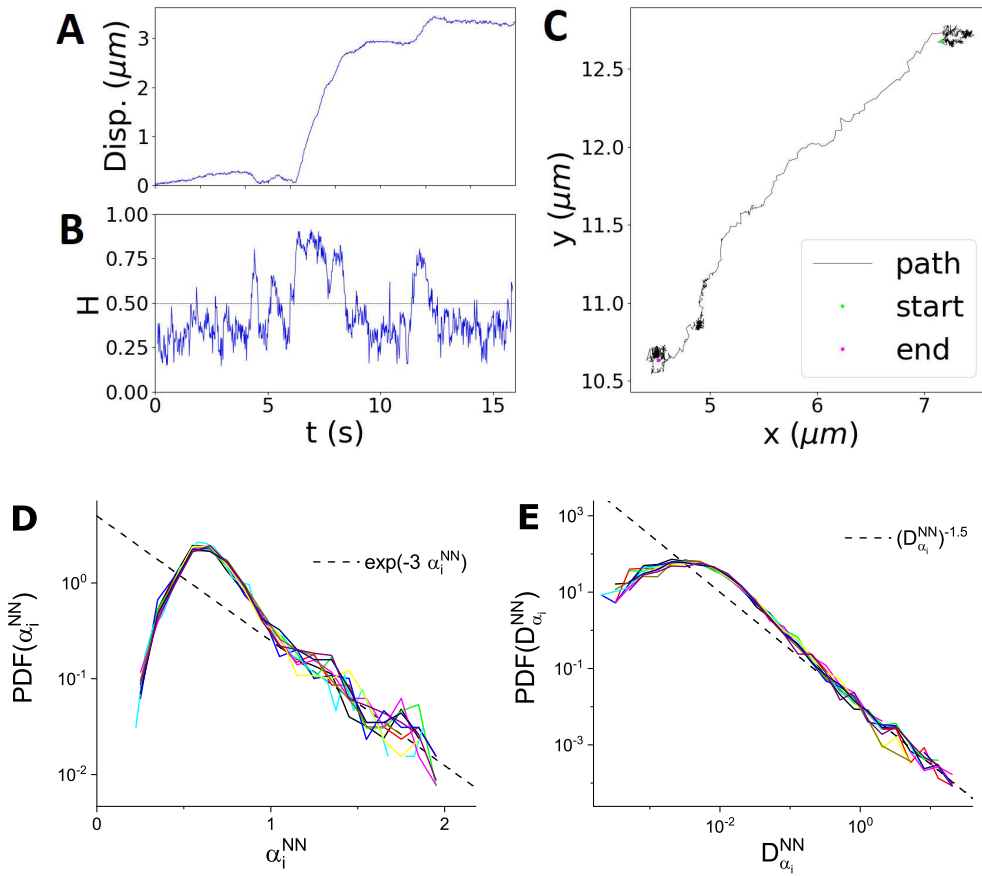 A
Disp. (μm)
3
2
1
0
B
H
1.00
0.75
0.50
0.25
0.00
0
5
10
15
t (s)
C
y (μm)
12.5
12.0
11.5
11.0
10.5
5
6
7
x (μm)
path
start
end
D
PDF(α_i^NN)
10^0
10^-1
10^-2
0
1
2
α_i^NN
exp(-3 α_i^NN)
E
PDF(D_α_i^NN)
10^3
10^1
10^-1
10^-3
10^-2
10^0
D_α_i^NN
(D_α_i^NN)^-1.5